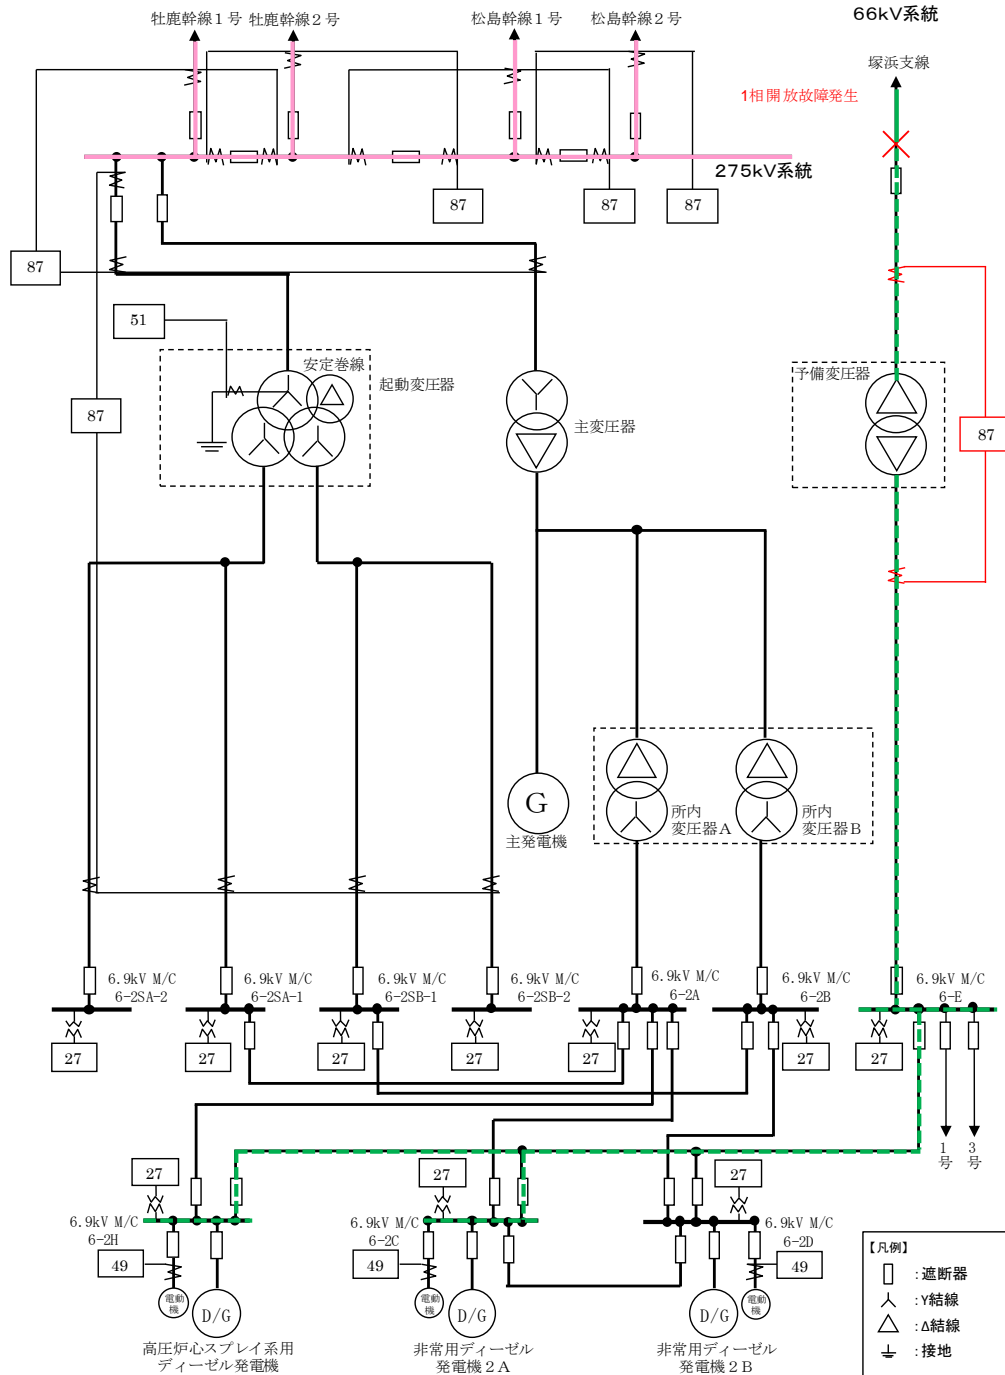 66kV系統
牡鹿幹線1号
牡鹿幹線2号
松島幹線1号
松島幹線2号
塚浜支線
1相開放故障発生
275kV系統
87
87
87
87
51
安定巻線
起動変圧器
87
主変圧器
予備変圧器
87
G
主発電機
所内
変圧器A
所内
変圧器B
6.9kV M/C
6-2SA-2
6.9kV M/C
6-2SA-1
6.9kV M/C
6-2SB-1
6.9kV M/C
6-2SB-2
6.9kV M/C
6-2A
6.9kV M/C
6-2B
6.9kV M/C
6-E
27
27
27
27
27
27
27
1号
3号
27
27
27
6.9kV M/C
6-2H
6.9kV M/C
6-2C
6.9kV M/C
6-2D
49
49
49
電動
機
D/G
電動
機
D/G
D/G
電動
機
高圧炉心スプレイ系用
ディーゼル発電機
非常用ディーゼル
発電機2A
非常用ディーゼル
発電機2B
【凡例】
:遮断器
:Y結線
:Δ結線
:接地